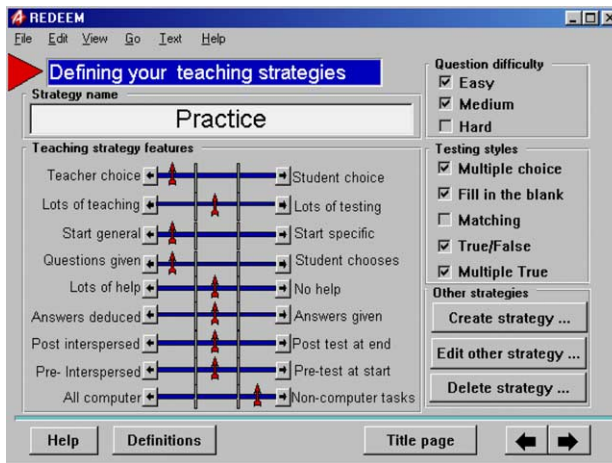 REDEEM
File Edit View Go Text Help
Defining your teaching strategies
Strategy name
Practice
Teaching strategy features
Teacher choice Student choice
Lots of teaching Lots of testing
Start general Start specific
Questions given Student chooses
Lots of help No help
Answers deduced Answers given
Post interspersed Post test at end
Pre- Interspersed Pre-test at start
All computer Non-computer tasks
Question difficulty
Easy
Medium
Hard
Testing styles
Multiple choice
Fill in the blank
Matching
True/False
Multiple True
Other strategies
Create strategy ...
Edit other strategy ...
Delete strategy ...
Help Definitions Title page